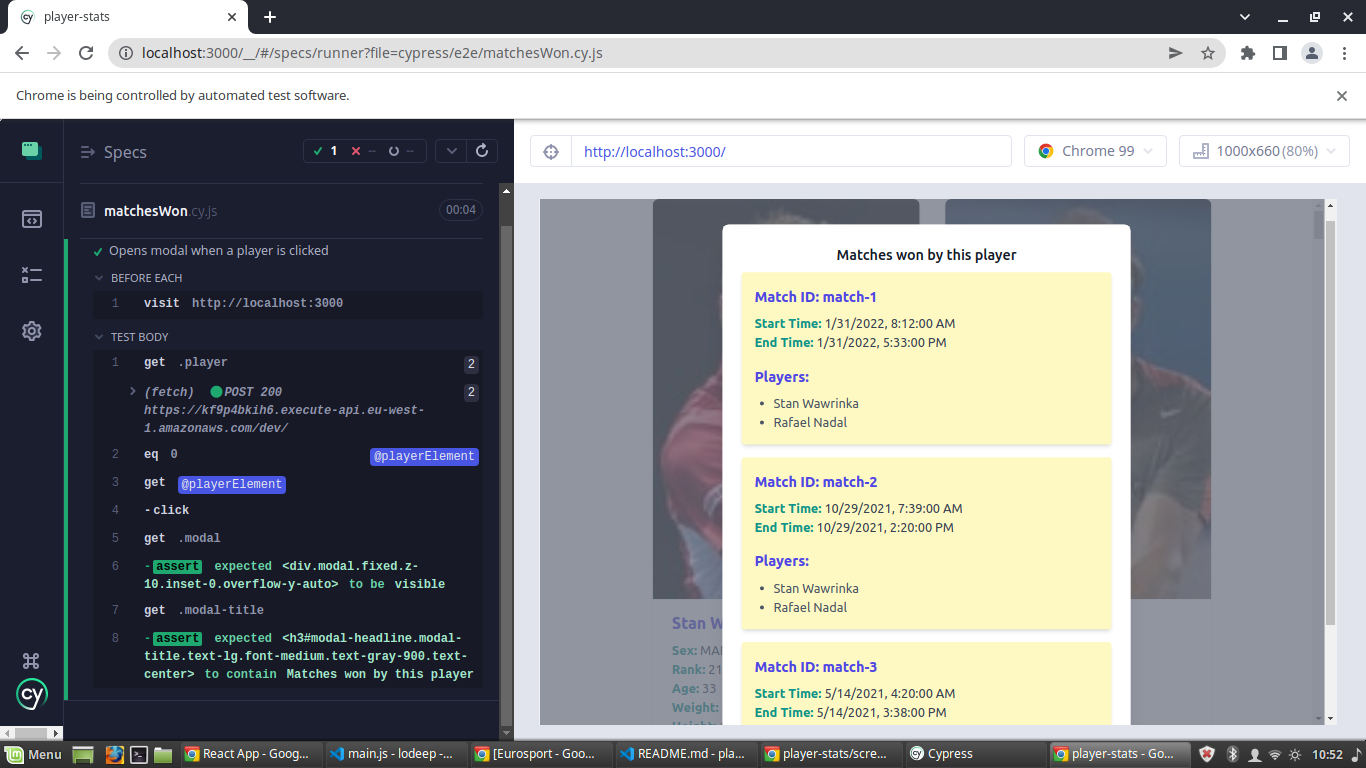 player-stats
localhost:3000/__/#/specs/runner?file=cypress/e2e/matchesWon.cy.js
Chrome is being controlled by automated test software.
Specs
1 -- --
http://localhost:3000/
Chrome 99
1000x660 (80%)
matchesWon.cy.js
00:04
Opens modal when a player is clicked
BEFORE EACH
1 visit http://localhost:3000
TEST BODY
1 get .player 2
(fetch) POST 200 2
https://kf9p4bkih6.execute-api.eu-west-
1.amazonaws.com/dev/
2 eq 0 @playerElement
3 get @playerElement
4 -click
5 get .modal
6 -assert expected <div.modal.fixed.z-
10.inset-0.overflow-y-auto> to be visible
7 get .modal-title
8 -assert expected <h3#modal-headline.modal-
title.text-lg.font-medium.text-gray-900.text-
center> to contain Matches won by this player
cy
Matches won by this player
Match ID: match-1
Start Time: 1/31/2022, 8:12:00 AM
End Time: 1/31/2022, 5:33:00 PM
Players:
Stan Wawrinka
Rafael Nadal
Match ID: match-2
Start Time: 10/29/2021, 7:39:00 AM
End Time: 10/29/2021, 2:20:00 PM
Players:
Stan Wawrinka
Rafael Nadal
Match ID: match-3
Start Time: 5/14/2021, 4:20:00 AM
End Time: 5/14/2021, 3:38:00 PM
Stan W
Sex: MA
Rank: 21
Age: 33
Weight:
Menu
React App - Goog...
main.js - lodeep -...
[Eurosport - Goo...
README.md - pla...
player-stats/scre...
Cypress
player-stats - Go...
10:52